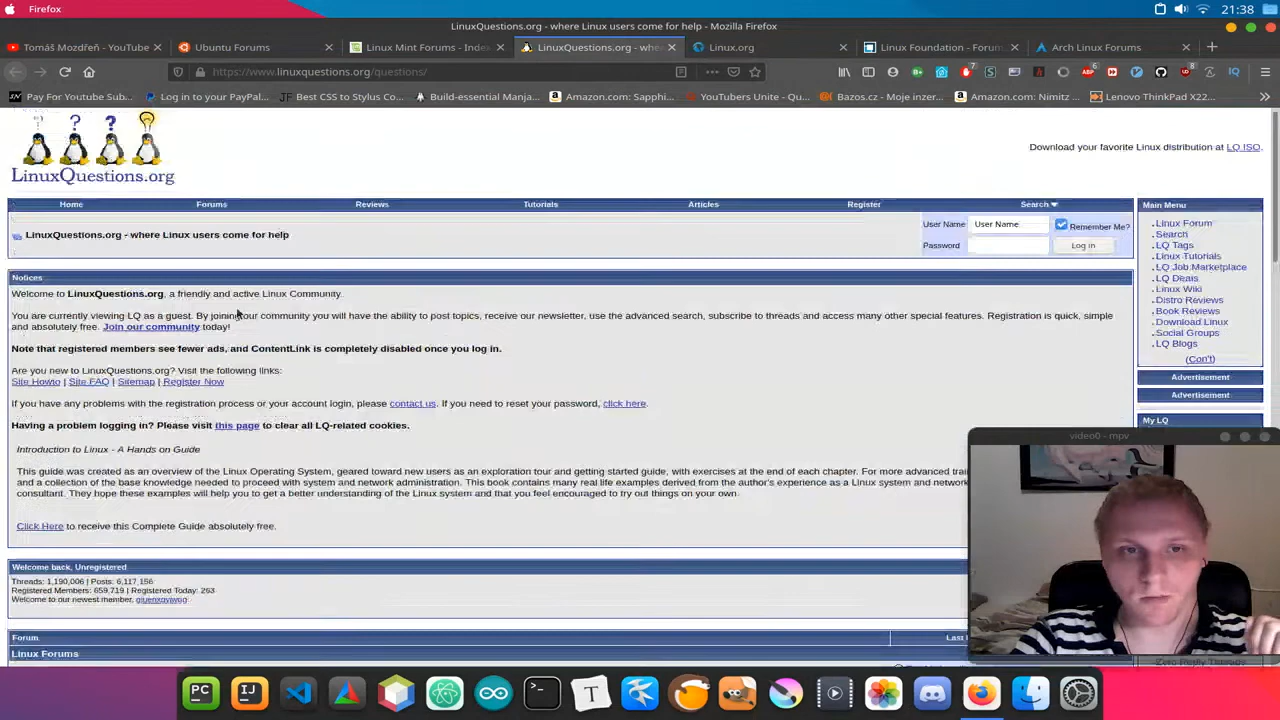 Firefox
21:38
LinuxQuestions.org - where Linux users come for help - Mozilla Firefox
Tomáš Mozdřeň - YouTube
Ubuntu Forums
Linux Mint Forums - Index
LinuxQuestions.org - whe
Linux.org
Linux Foundation - Forum
Arch Linux Forums
https://www.linuxquestions.org/questions/
Pay For Youtube Sub...
Log in to your PayPal...
Best CSS to Stylus Co...
Build-essential Manja...
Amazon.com: Sapphi...
YouTubers Unite - Qu...
Bazos.cz - Moje inzer...
Amazon.com: Nimitz ...
Lenovo ThinkPad X22...
LinuxQuestions.org
Download your favorite Linux distribution at LQ ISO.
Home
Forums
Reviews
Tutorials
Articles
Register
Search
LinuxQuestions.org - where Linux users come for help
User Name
User Name
Remember Me?
Password
Log in
Main Menu
Linux Forum
Search
LQ Tags
Linux Tutorials
LQ Job Marketplace
LQ Deals
Linux Wiki
Distro Reviews
Book Reviews
Download Linux
Social Groups
LQ Blogs
(Con't)
Advertisement
Advertisement
My LQ
Notices
Welcome to LinuxQuestions.org, a friendly and active Linux Community.
You are currently viewing LQ as a guest. By joining our community you will have the ability to post topics, receive our newsletter, use the advanced search, subscribe to threads and access many other special features. Registration is quick, simple
and absolutely free. Join our community today!
Note that registered members see fewer ads, and ContentLink is completely disabled once you log in.
Are you new to LinuxQuestions.org? Visit the following links:
Site Howto | Site FAQ | Sitemap | Register Now
If you have any problems with the registration process or your account login, please contact us. If you need to reset your password, click here.
Having a problem logging in? Please visit this page to clear all LQ-related cookies.
Introduction to Linux - A Hands on Guide
This guide was created as an overview of the Linux Operating System, geared toward new users as an exploration tour and getting started guide, with exercises at the end of each chapter. For more advanced trai
and a collection of the base knowledge needed to proceed with system and network administration. This book contains many real life examples derived from the author's experience as a Linux system and network
consultant. They hope these examples will help you to get a better understanding of the Linux system and that you feel encouraged to try out things on your own.
Click Here to receive this Complete Guide absolutely free.
Welcome back, Unregistered
Threads: 1,190,006 | Posts: 6,117,156
Registered Members: 659,719 | Registered Today: 263
Welcome to our newest member,
Forum
Last
Linux Forums
video0 - mpv
Zero Reply Threads
PC
IJ
T